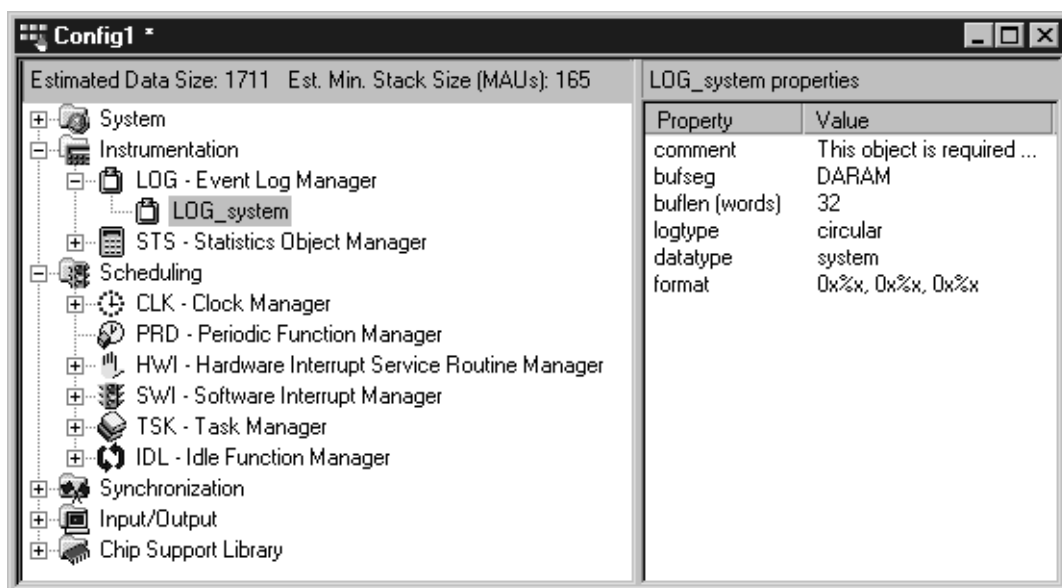 Config1 *
Estimated Data Size: 1711 Est. Min. Stack Size (MAUs): 165
System
Instrumentation
LOG - Event Log Manager
LOG_system
STS - Statistics Object Manager
Scheduling
CLK - Clock Manager
PRD - Periodic Function Manager
HWI - Hardware Interrupt Service Routine Manager
SWI - Software Interrupt Manager
TSK - Task Manager
IDL - Idle Function Manager
Synchronization
Input/Output
Chip Support Library
LOG_system properties
Property Value
comment This object is required ...
bufseg DARAM
buflen (words) 32
logtype circular
datatype system
format 0x%x, 0x%x, 0x%x